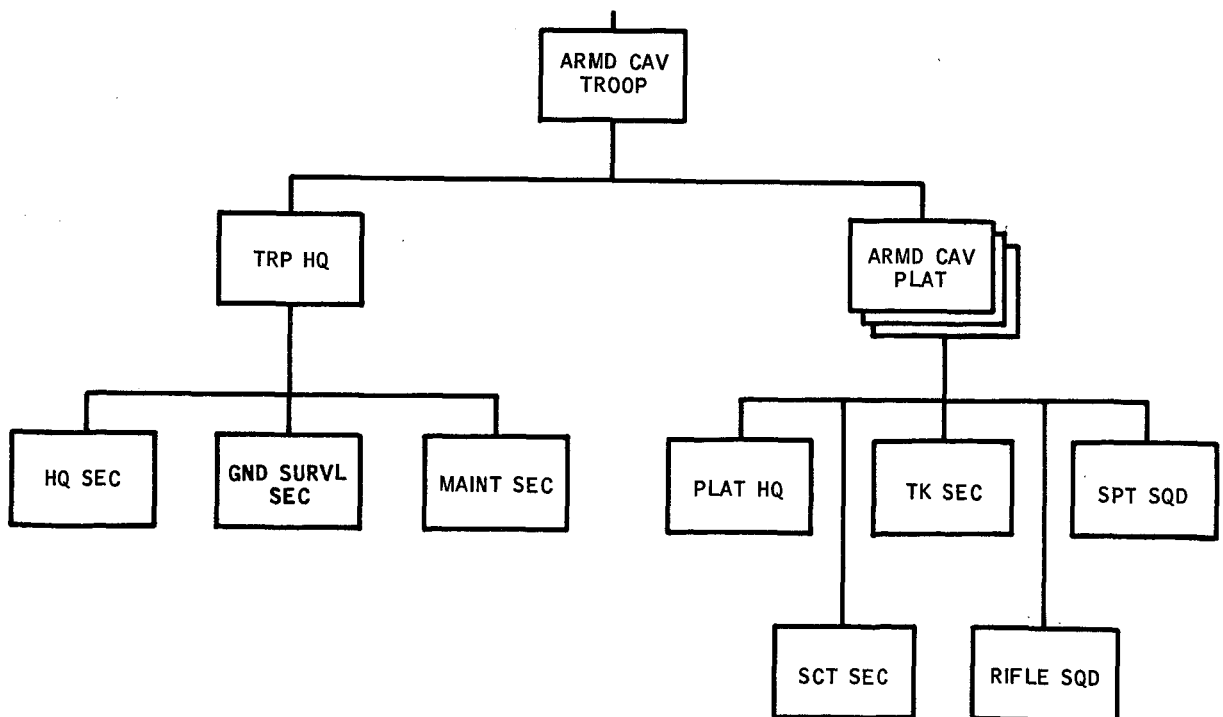 ARMD CAV
TROOP
TRP HQ
ARMD CAV
PLAT
HQ SEC
GND SURVL
SEC
MAINT SEC
PLAT HQ
TK SEC
SPT SQD
SCT SEC
RIFLE SQD